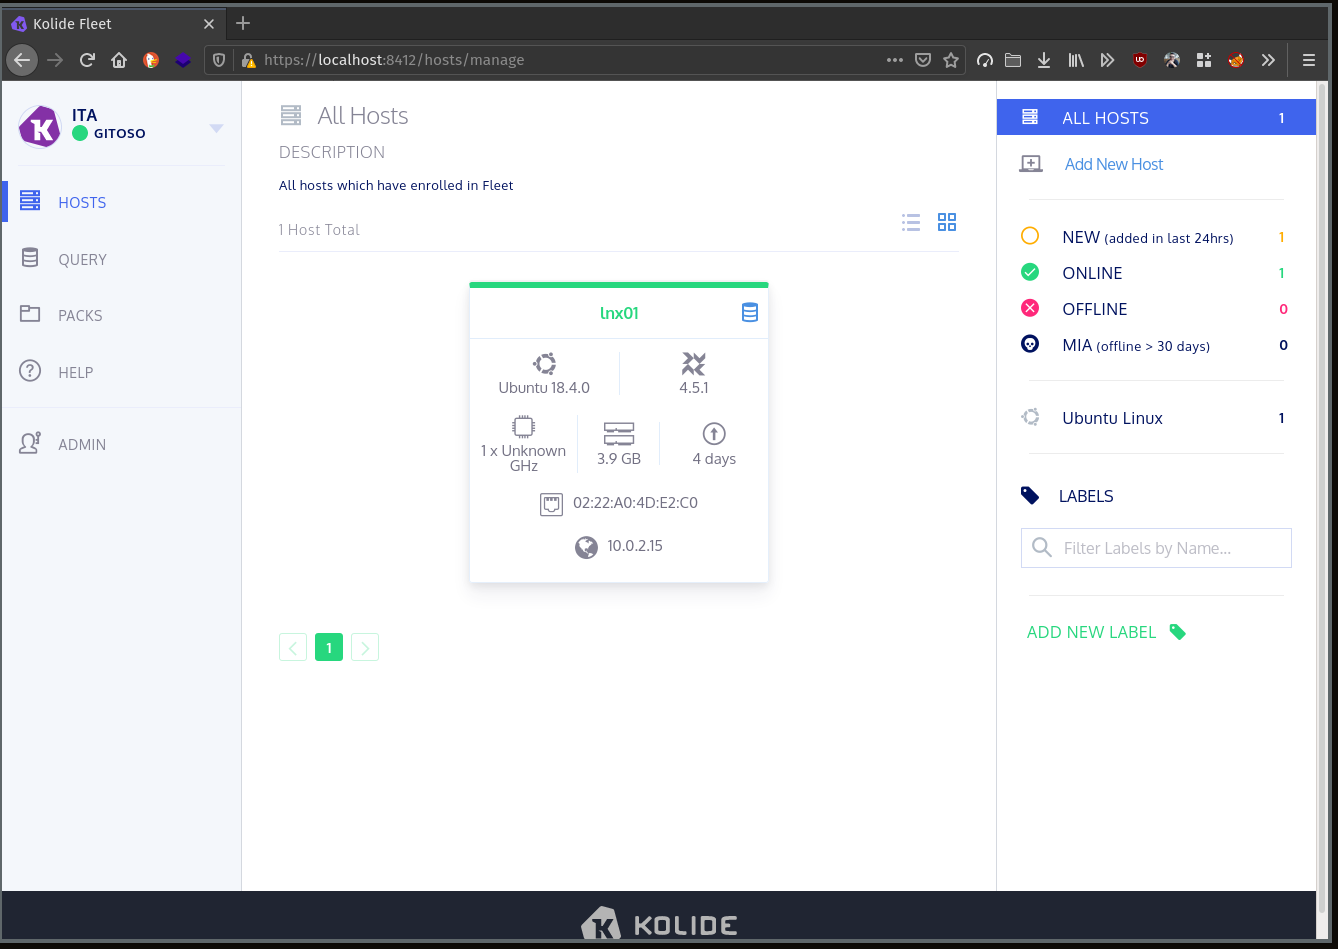 Kolide Fleet
https://localhost:8412/hosts/manage
ITA
GITOSO
HOSTS
QUERY
PACKS
HELP
ADMIN
All Hosts
DESCRIPTION
All hosts which have enrolled in Fleet
1 Host Total
lnx01
Ubuntu 18.4.0
4.5.1
1 x Unknown
GHz
3.9 GB
4 days
02:22:A0:4D:E2:C0
10.0.2.15
1
ALL HOSTS 1
Add New Host
NEW (added in last 24hrs) 1
ONLINE 1
OFFLINE 0
MIA (offline > 30 days) 0
Ubuntu Linux 1
LABELS
Filter Labels by Name...
ADD NEW LABEL
KOLIDE